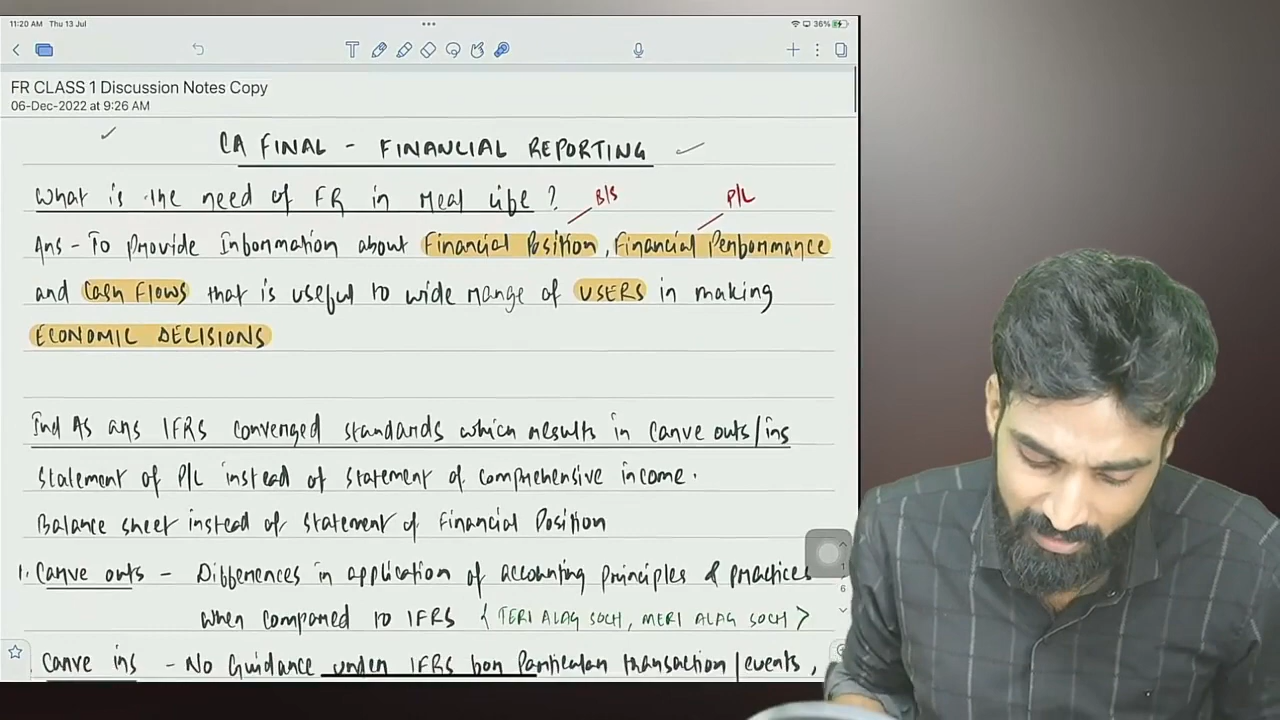 11:20 AM Thu 13 Jul
36%
FR CLASS 1 Discussion Notes Copy
06-Dec-2022 at 9:26 AM
CA FINAL - FINANCIAL REPORTING
What is the need of FR in real life ?
B/S
P/L
Ans - To provide Information about Financial Position, Financial Performance
and Cash Flows that is useful to wide range of USERS in making
ECONOMIC DECISIONS
Ind As ans IFRS converged standards which results in Carve outs/ins
Statement of P/L instead of Statement of comprehensive income.
Balance sheet instead of Statement of Financial Position
1. Carve outs - Differences in application of accounting principles & practices
when compared to IFRS { TERI ALAG SOCH, MERI ALAG SOCH >
1
6
Carve ins - No Guidance under IFRS for Particular transaction/events,